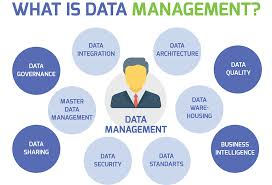 WHAT IS DATA MANAGEMENT?
DATA
INTEGRATION
DATA
ARCHITECTURE
DATA
GOVERNANCE
DATA
QUALITY
MASTER
DATA
MANAGEMENT
DATA
WARE-
HOUSING
DATA
MANAGEMENT
DATA
SHARING
DATA
SECURITY
DATA
STANDARTS
BUSINESS
INTELLIGENCE